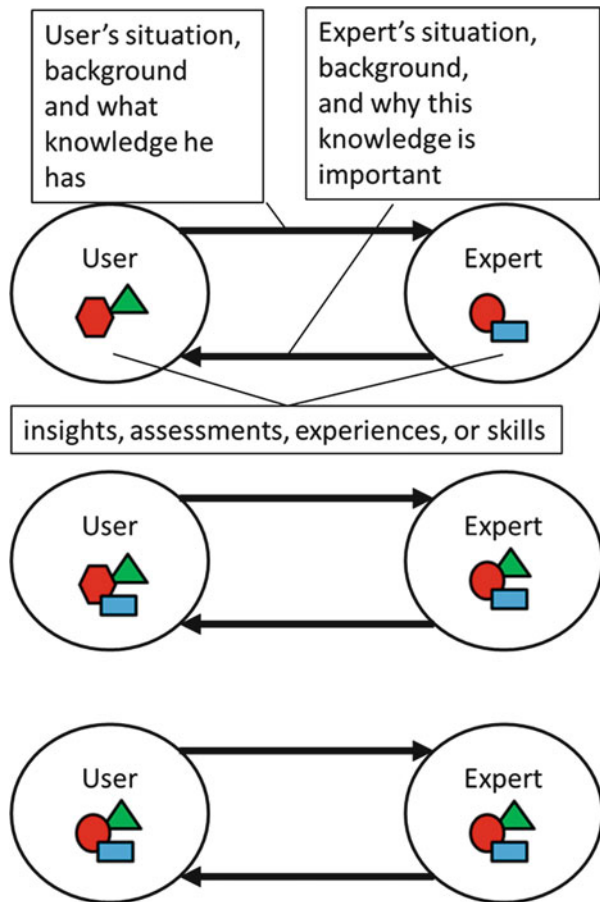 User's situation,
background
and what
knowledge he
has
Expert's situation,
background,
and why this
knowledge is
important
User
Expert
insights, assessments, experiences, or skills
User
Expert
User
Expert